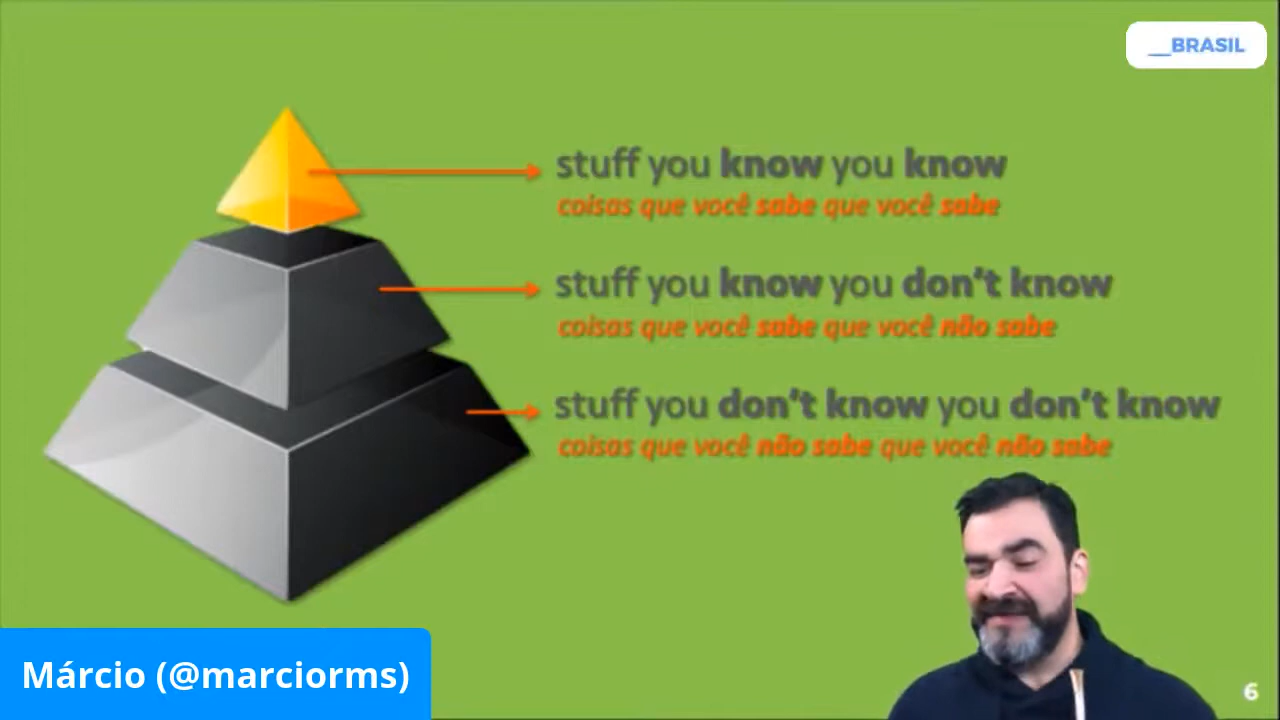 __BRASIL
stuff you know you know
coisas que você sabe que você sabe
stuff you know you don't know
coisas que você sabe que você não sabe
stuff you don't know you don't know
coisas que você não sabe que você não sabe
Márcio (@marciorms)
6